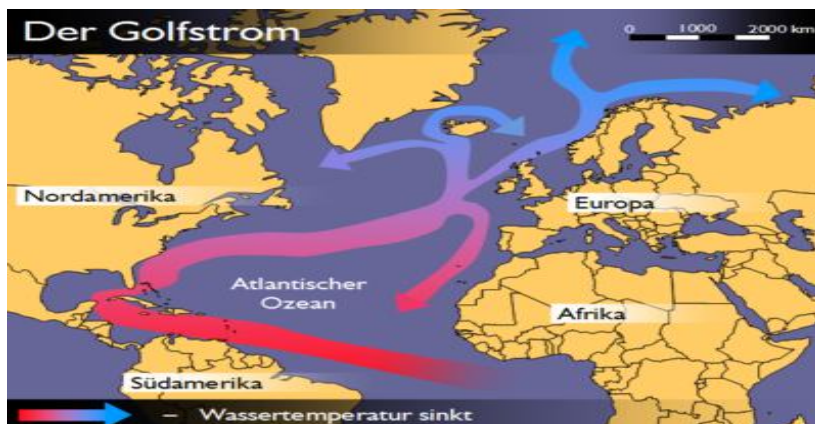 Der Golfstrom
0 1000 2000 km
Nordamerika
Europa
Atlantischer
Ozean
Afrika
Südamerika
– Wassertemperatur sinkt